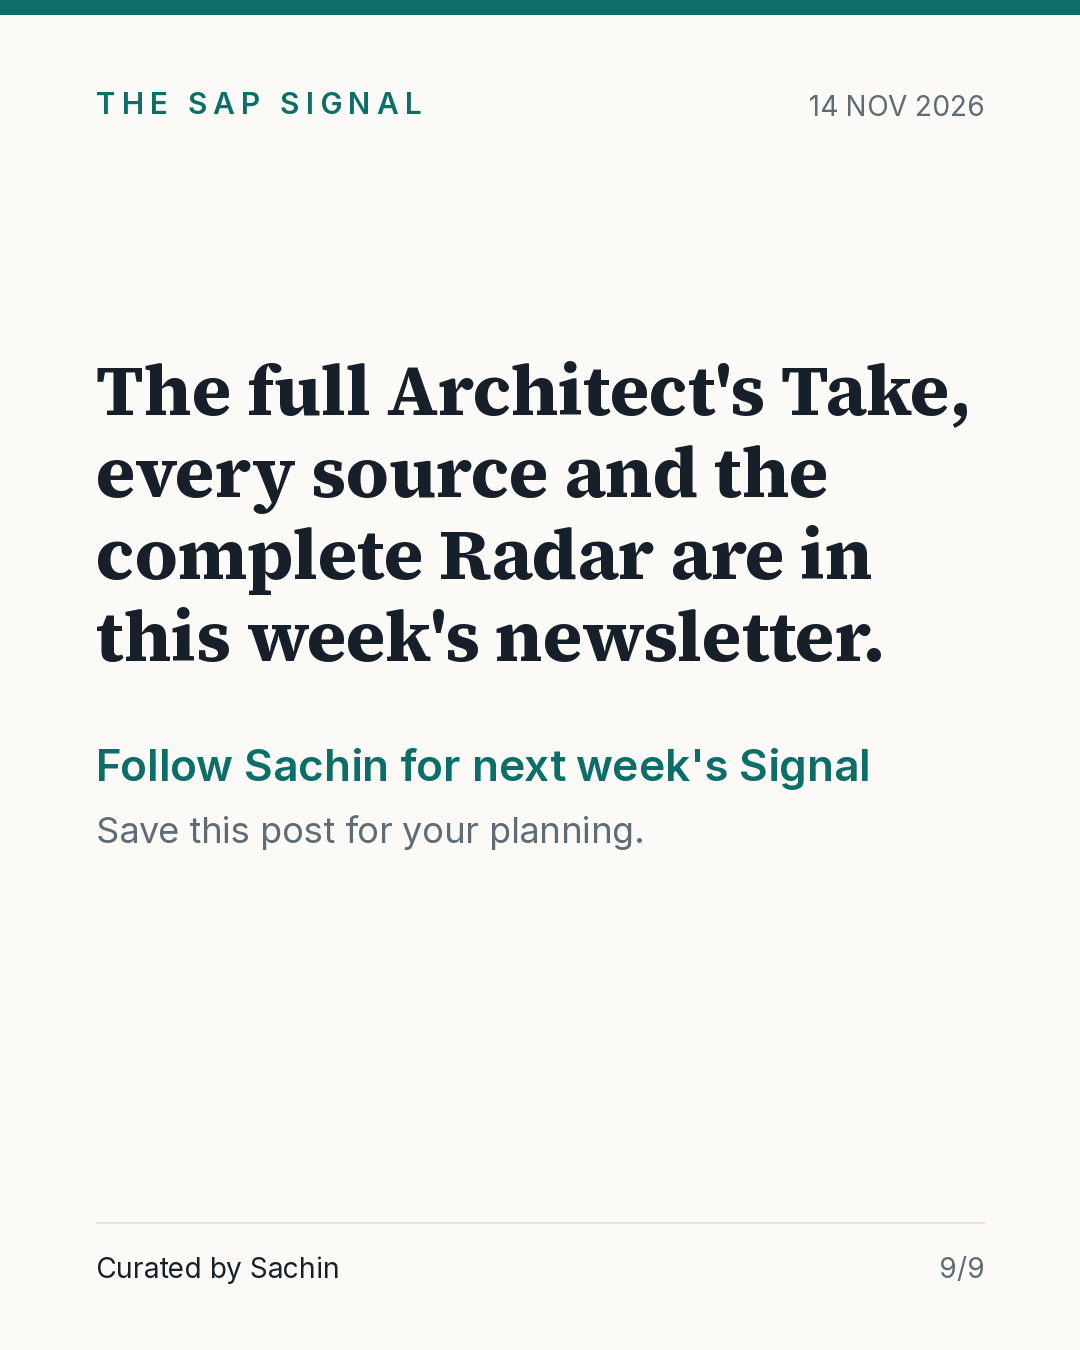 THE SAP SIGNAL
14 NOV 2026
The full Architect's Take,
every source and the
complete Radar are in
this week's newsletter.
Follow Sachin for next week's Signal
Save this post for your planning.
Curated by Sachin
9/9